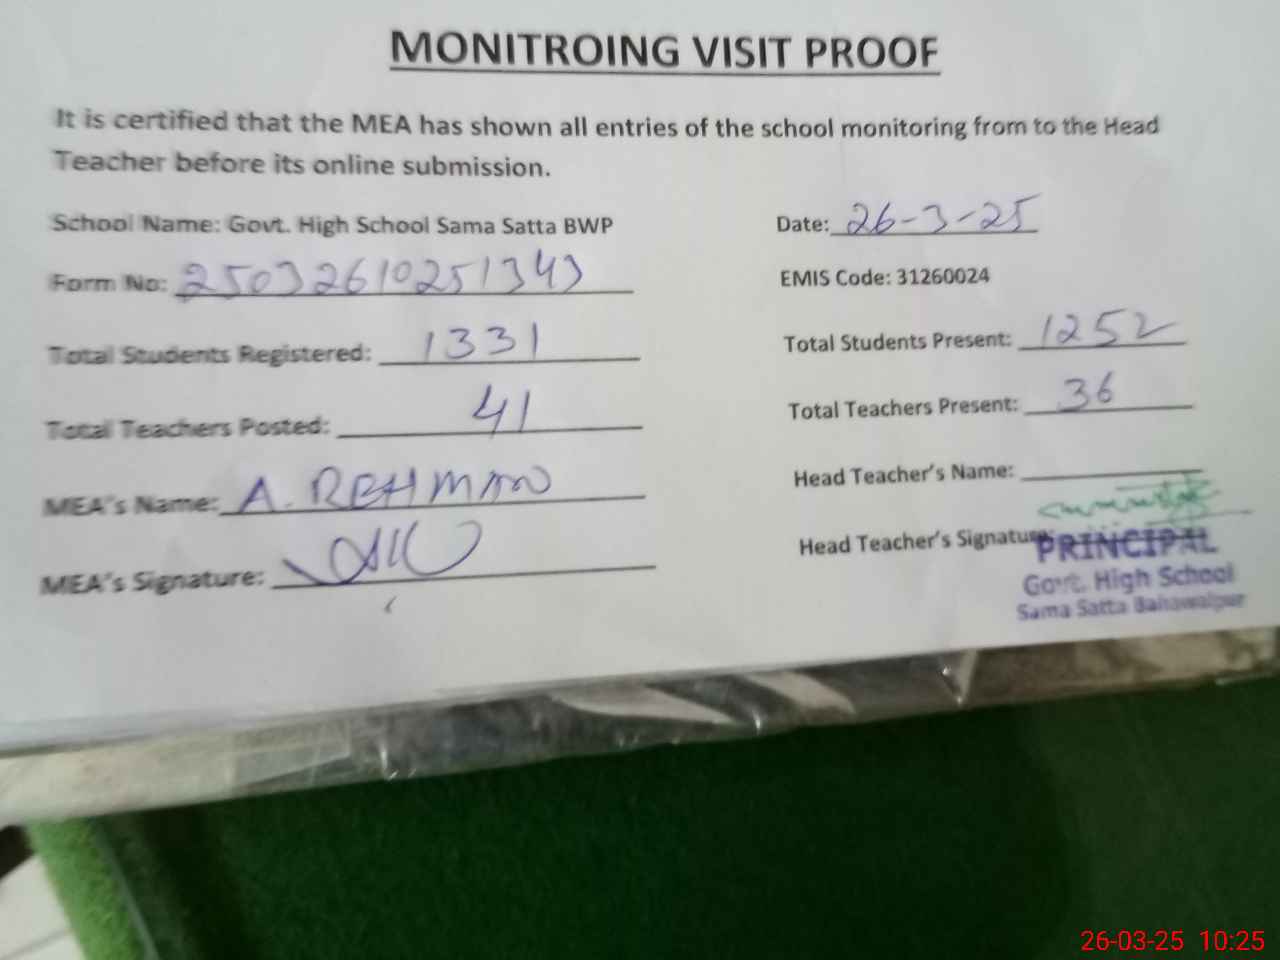 MONITROING VISIT PROOF
It is certified that the MEA has shown all entries of the school monitoring from to the Head
Teacher before its online submission.
School Name: Govt. High School Sama Satta BWP
Date: 26-3-25
Form No: 25032610251343
EMIS Code: 31260024
Total Students Registered: 1331
Total Students Present: 1252
Total Teachers Posted: 41
Total Teachers Present: 36
MEA's Name: A. REHMAN
Head Teacher's Name:
MEA's Signature:
Head Teacher's Signature:
PRINCIPAL
Govt. High School
Sama Satta Bahawalpur
26-03-25 10:25